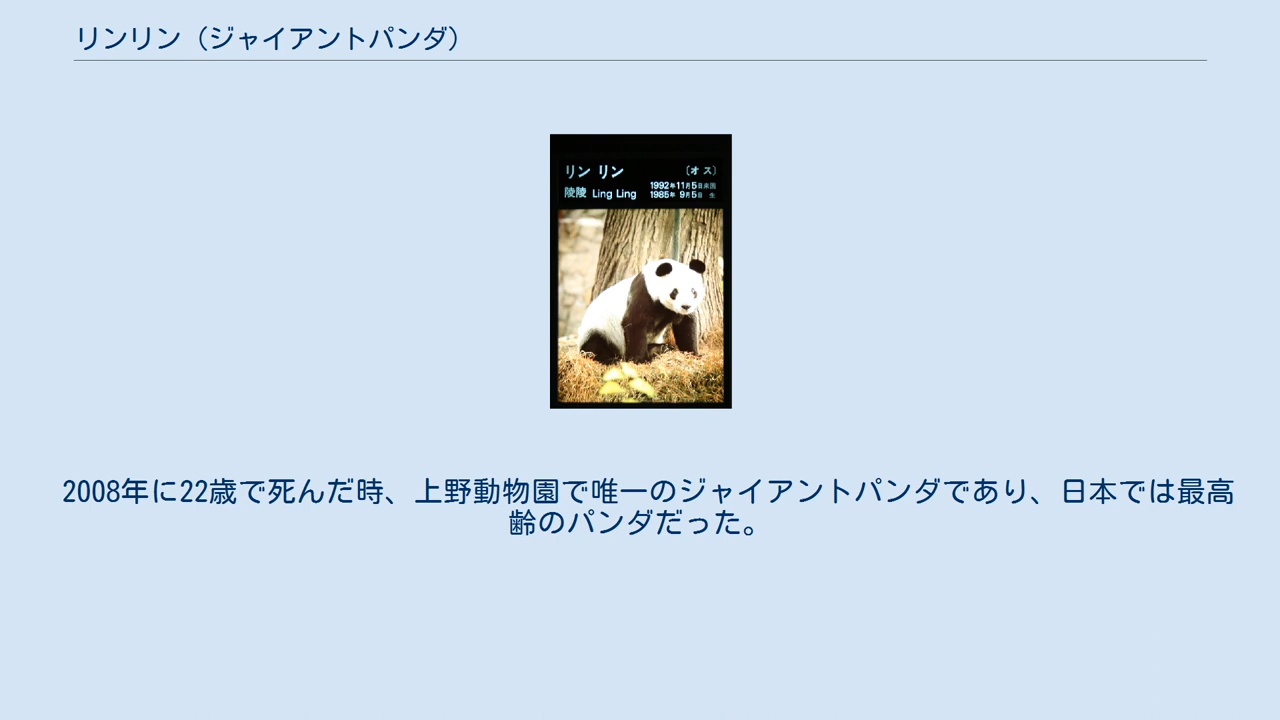 リンリン（ジャイアントパンダ）
リン リン 〔オ ス〕
陵陵 Ling Ling 1992年11月5日来園
1985年 9月5日 生
2008年に22歳で死んだ時、上野動物園で唯一のジャイアントパンダであり、日本では最高
齢のパンダだった。